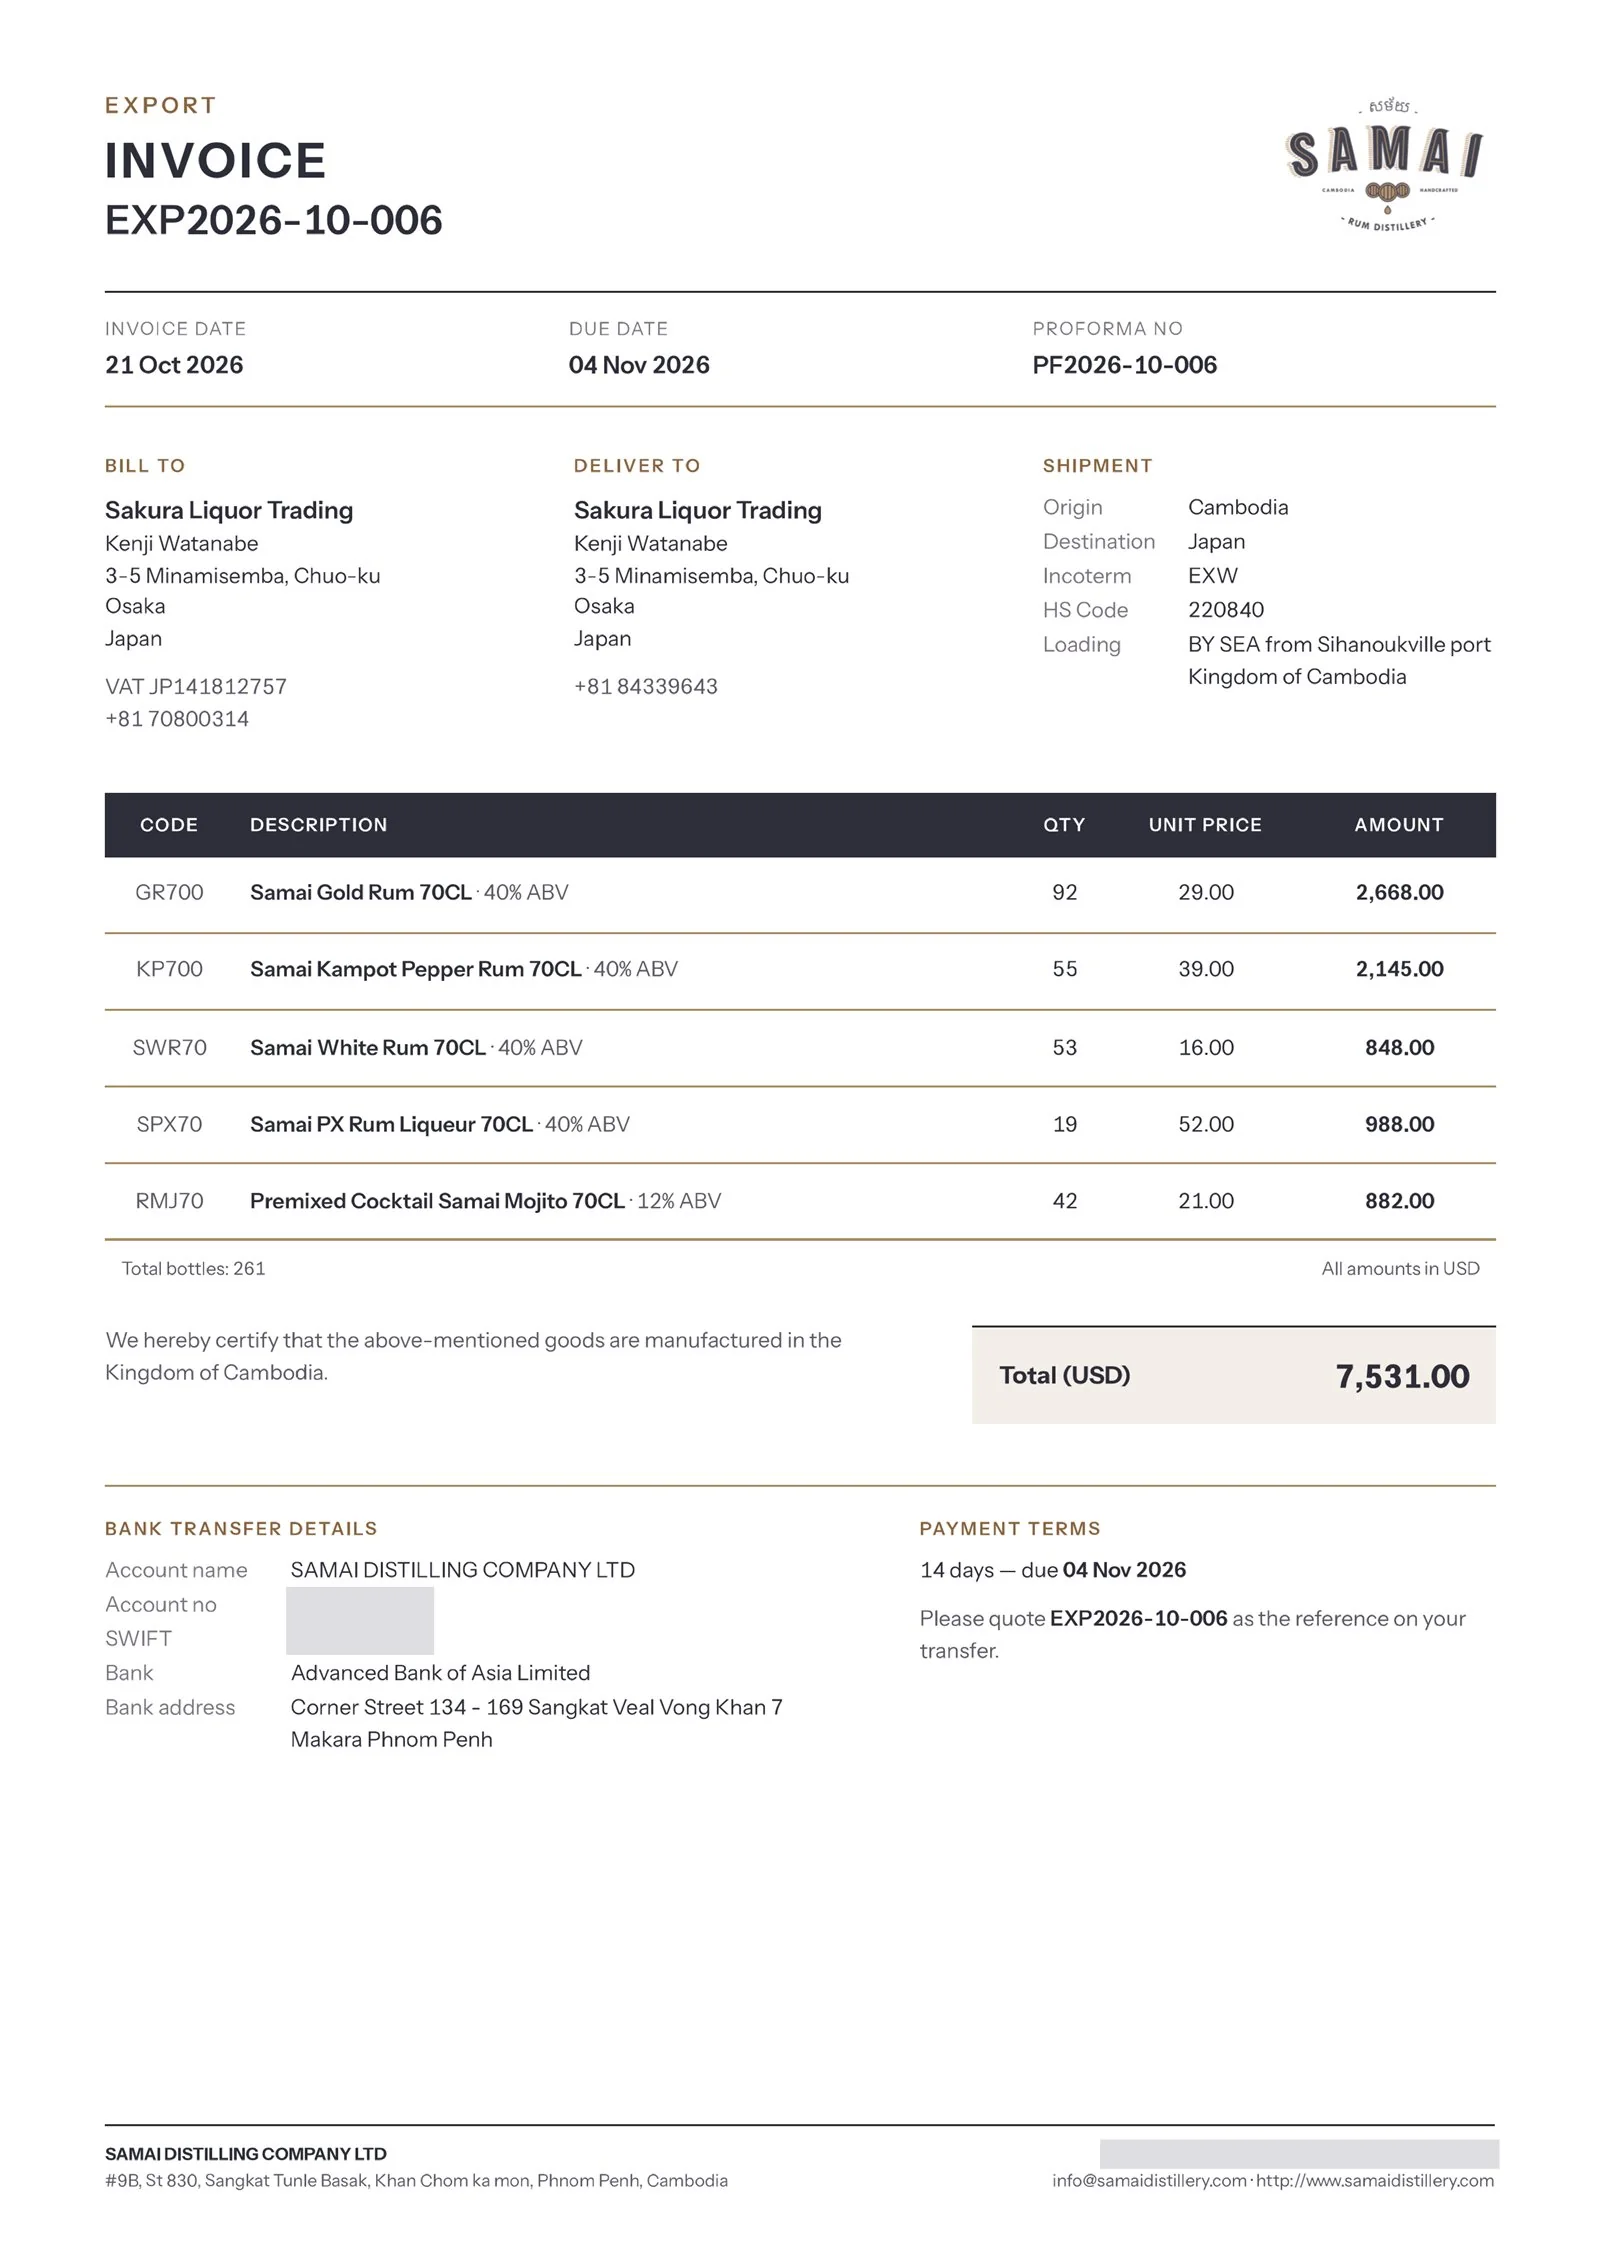 EXPORT
INVOICE
EXP2026-10-006
- សម័យ -
SAMAI
CAMBODIA HANDCRAFTED
- RUM DISTILLERY -
INVOICE DATE DUE DATE PROFORMA NO
21 Oct 2026 04 Nov 2026 PF2026-10-006
BILL TO
Sakura Liquor Trading
Kenji Watanabe
3-5 Minamisemba, Chuo-ku
Osaka
Japan
VAT JP141812757
+81 70800314
DELIVER TO
Sakura Liquor Trading
Kenji Watanabe
3-5 Minamisemba, Chuo-ku
Osaka
Japan
+81 84339643
SHIPMENT
Origin Cambodia
Destination Japan
Incoterm EXW
HS Code 220840
Loading BY SEA from Sihanoukville port
Kingdom of Cambodia
CODE DESCRIPTION QTY UNIT PRICE AMOUNT
GR700 Samai Gold Rum 70CL · 40% ABV 92 29.00 2,668.00
KP700 Samai Kampot Pepper Rum 70CL · 40% ABV 55 39.00 2,145.00
SWR70 Samai White Rum 70CL · 40% ABV 53 16.00 848.00
SPX70 Samai PX Rum Liqueur 70CL · 40% ABV 19 52.00 988.00
RMJ70 Premixed Cocktail Samai Mojito 70CL · 12% ABV 42 21.00 882.00
Total bottles: 261 All amounts in USD
We hereby certify that the above-mentioned goods are manufactured in the
Kingdom of Cambodia.
Total (USD) 7,531.00
BANK TRANSFER DETAILS
Account name SAMAI DISTILLING COMPANY LTD
Account no
SWIFT
Bank Advanced Bank of Asia Limited
Bank address Corner Street 134 - 169 Sangkat Veal Vong Khan 7
Makara Phnom Penh
PAYMENT TERMS
14 days — due 04 Nov 2026
Please quote EXP2026-10-006 as the reference on your
transfer.
SAMAI DISTILLING COMPANY LTD
#9B, St 830, Sangkat Tunle Basak, Khan Chom ka mon, Phnom Penh, Cambodia
info@samaidistillery.com · http://www.samaidistillery.com